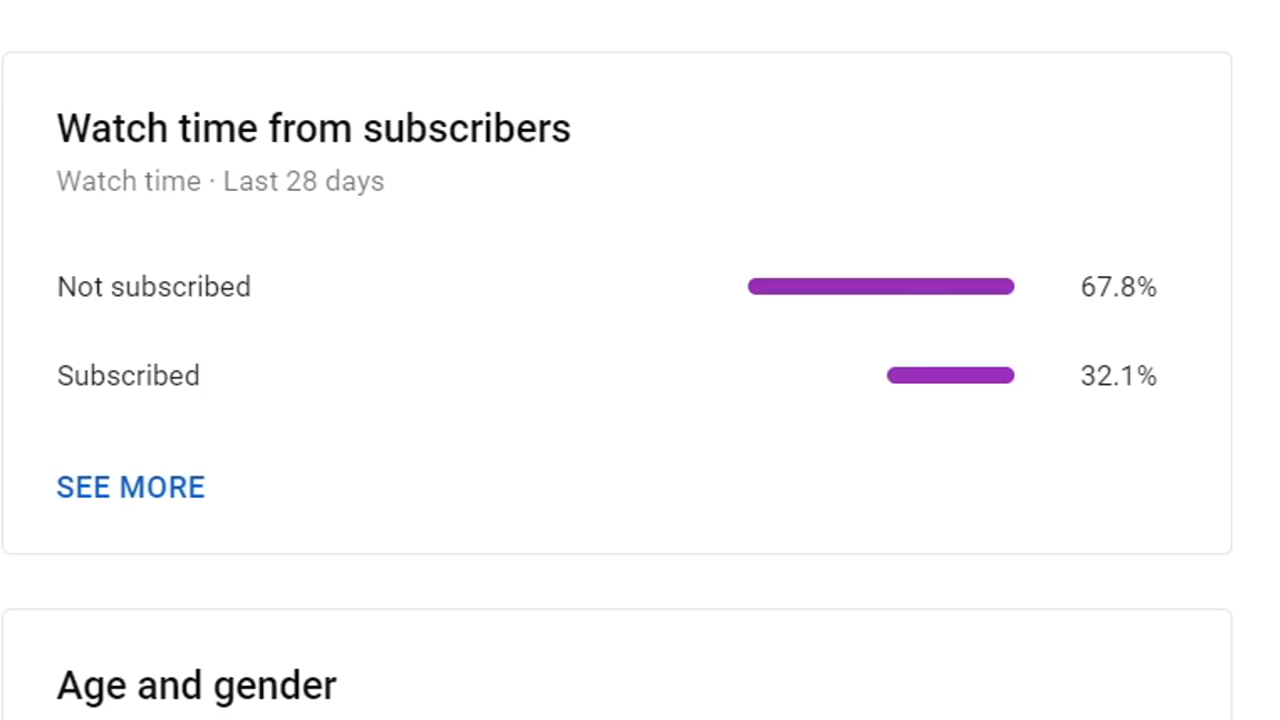 Watch time from subscribers
Watch time · Last 28 days
Not subscribed 67.8%
Subscribed 32.1%
SEE MORE
Age and gender